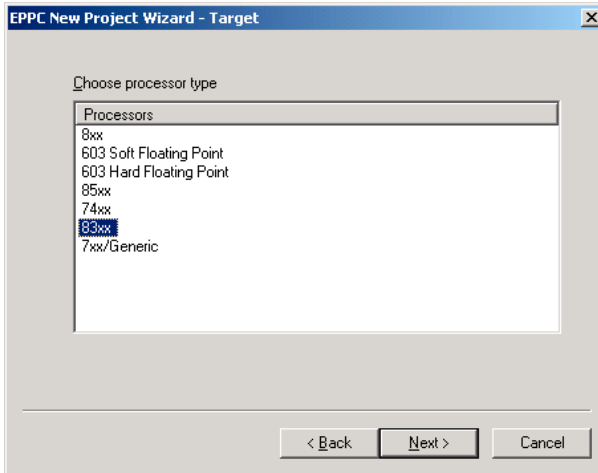 EPPC New Project Wizard - Target
Choose processor type
Processors
8xx
603 Soft Floating Point
603 Hard Floating Point
85xx
74xx
83xx
7xx/Generic
< Back Next > Cancel